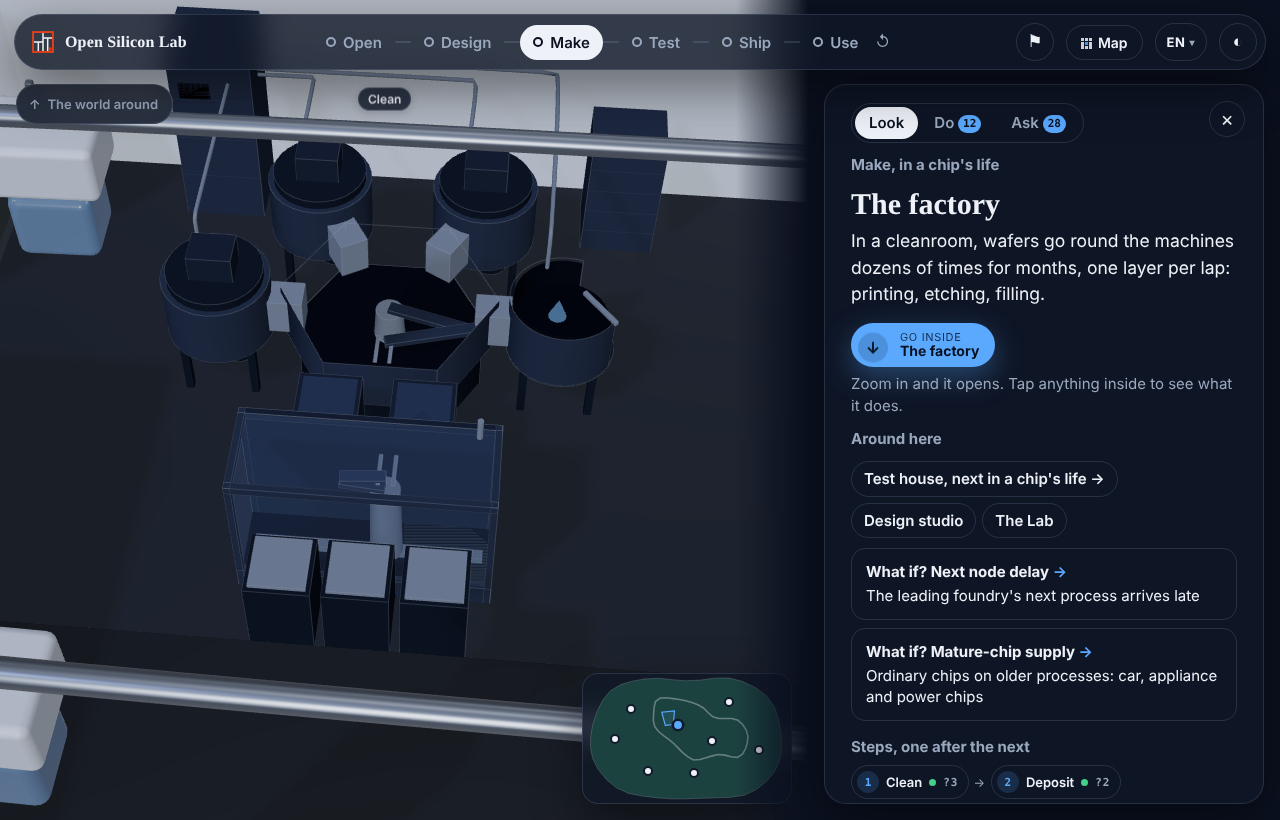 Open Silicon Lab
Open
Design
Make
Test
Ship
Use
Map
EN
The world around
Clean
Look
Do 12
Ask 28
Make, in a chip's life
The factory
In a cleanroom, wafers go round the machines
dozens of times for months, one layer per lap:
printing, etching, filling.
GO INSIDE
The factory
Zoom in and it opens. Tap anything inside to see what
it does.
Around here
Test house, next in a chip's life →
Design studio
The Lab
What if? Next node delay →
The leading foundry's next process arrives late
What if? Mature-chip supply →
Ordinary chips on older processes: car, appliance
and power chips
Steps, one after the next
1 Clean ?3 → 2 Deposit ?2